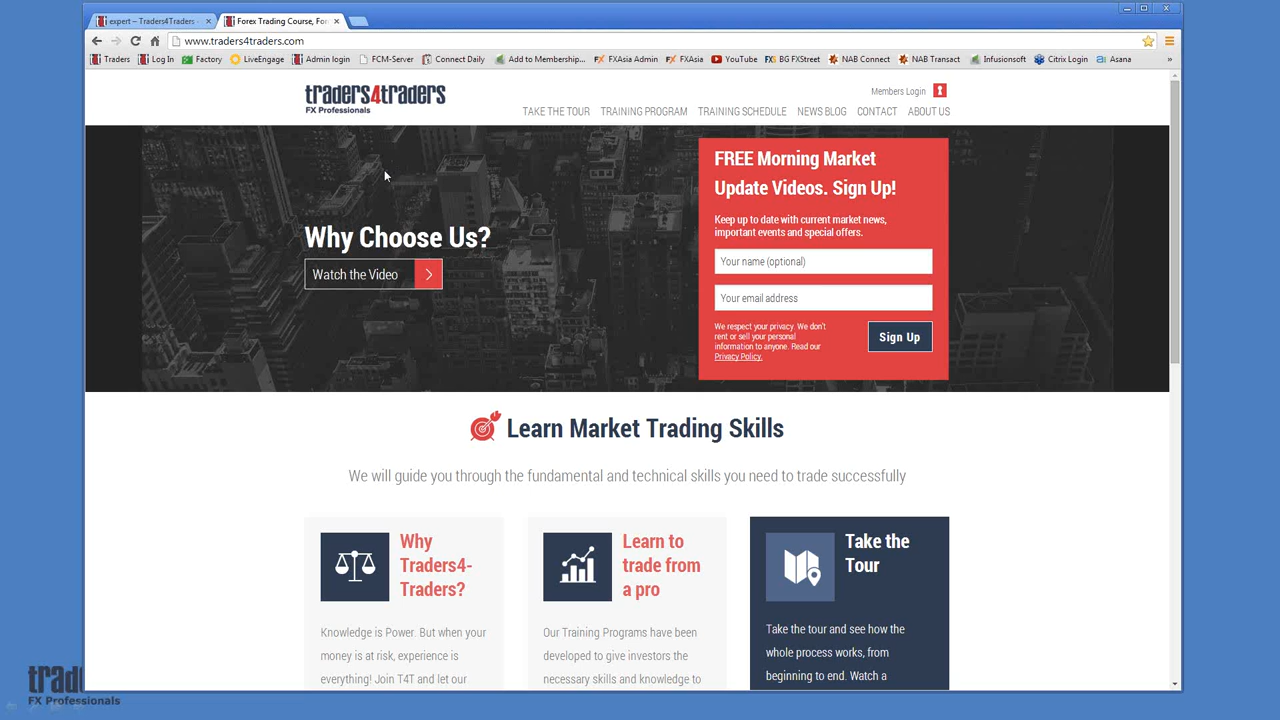 expert – Traders4Traders -
Forex Trading Course, For
www.traders4traders.com
Traders
Log In
Factory
LiveEngage
Admin login
FCM-Server
Connect Daily
Add to Membership...
FXAsia Admin
FXAsia
YouTube
BG FXStreet
NAB Connect
NAB Transact
Infusionsoft
Citrix Login
Asana
»
traders4traders
FX Professionals
Members Login
TAKE THE TOUR
TRAINING PROGRAM
TRAINING SCHEDULE
NEWS BLOG
CONTACT
ABOUT US
Why Choose Us?
Watch the Video
FREE Morning Market
Update Videos. Sign Up!
Keep up to date with current market news,
important events and special offers.
Your name (optional)
Your email address
We respect your privacy. We don't
rent or sell your personal
information to anyone. Read our
Privacy Policy.
Sign Up
Learn Market Trading Skills
We will guide you through the fundamental and technical skills you need to trade successfully
Why
Traders4-
Traders?
Knowledge is Power. But when your
money is at risk, experience is
everything! Join T4T and let our
Learn to
trade from
a pro
Our Training Programs have been
developed to give investors the
necessary skills and knowledge to
Take the
Tour
Take the tour and see how the
whole process works, from
beginning to end. Watch a
FX Professionals